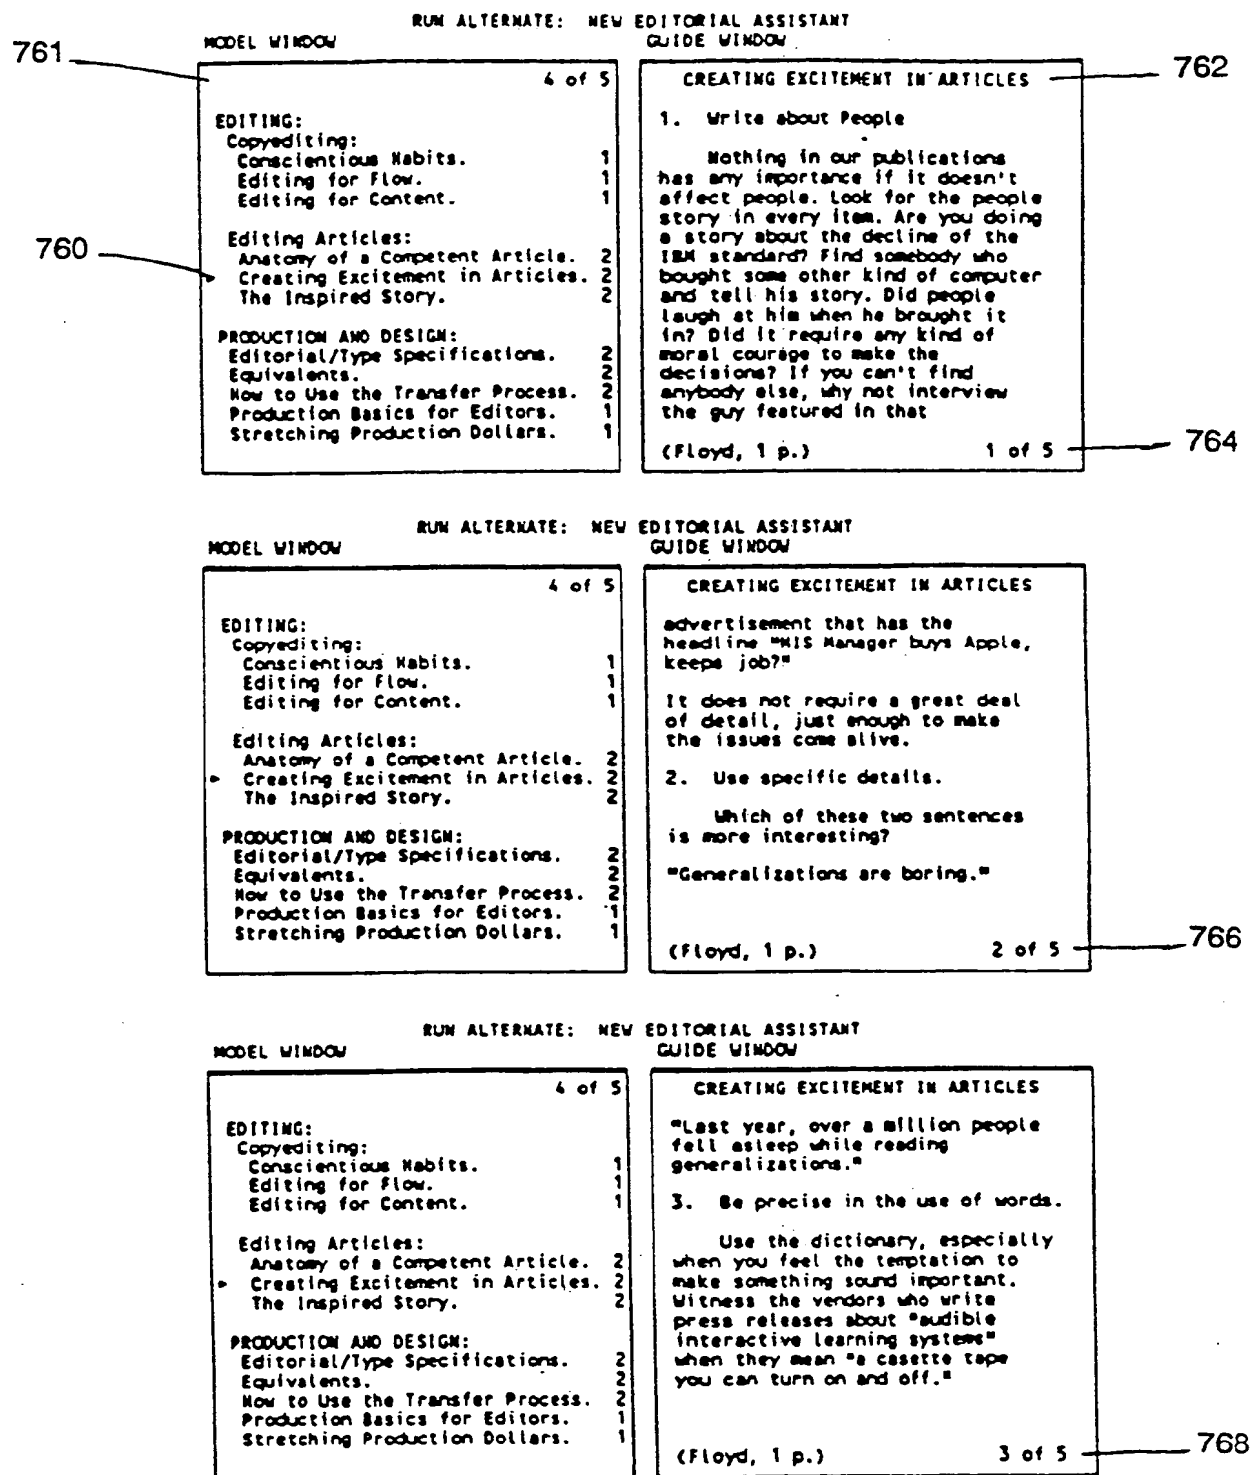 RUN ALTERNATE: NEW EDITORIAL ASSISTANT
MODEL WINDOW
GUIDE WINDOW
761
4 of 5
EDITING:
Copyediting:
Conscientious Habits. 1
Editing for Flow. 1
Editing for Content. 1
Editing Articles:
760
Anatomy of a Competent Article. 2
Creating Excitement in Articles. 2
The Inspired Story. 2
PRODUCTION AND DESIGN:
Editorial/Type Specifications. 2
Equivalents. 2
How to Use the Transfer Process. 2
Production Basics for Editors. 1
Stretching Production Dollars. 1
CREATING EXCITEMENT IN ARTICLES
762
1. Write about People
Nothing in our publications
has any importance if it doesn't
affect people. Look for the people
story in every item. Are you doing
a story about the decline of the
IBM standard? Find somebody who
bought some other kind of computer
and tell his story. Did people
laugh at him when he brought it
in? Did it require any kind of
moral courage to make the
decisions? If you can't find
anybody else, why not interview
the guy featured in that
(Floyd, 1 p.) 1 of 5
764
RUN ALTERNATE: NEW EDITORIAL ASSISTANT
MODEL WINDOW
GUIDE WINDOW
4 of 5
EDITING:
Copyediting:
Conscientious Habits. 1
Editing for Flow. 1
Editing for Content. 1
Editing Articles:
Anatomy of a Competent Article. 2
Creating Excitement in Articles. 2
The Inspired Story. 2
PRODUCTION AND DESIGN:
Editorial/Type Specifications. 2
Equivalents. 2
How to Use the Transfer Process. 2
Production Basics for Editors. 1
Stretching Production Dollars. 1
CREATING EXCITEMENT IN ARTICLES
advertisement that has the
headline "MIS Manager buys Apple,
keeps job?"
It does not require a great deal
of detail, just enough to make
the issues come alive.
2. Use specific details.
Which of these two sentences
is more interesting?
"Generalizations are boring."
(Floyd, 1 p.) 2 of 5
766
RUN ALTERNATE: NEW EDITORIAL ASSISTANT
MODEL WINDOW
GUIDE WINDOW
4 of 5
EDITING:
Copyediting:
Conscientious Habits. 1
Editing for Flow. 1
Editing for Content. 1
Editing Articles:
Anatomy of a Competent Article. 2
Creating Excitement in Articles. 2
The Inspired Story. 2
PRODUCTION AND DESIGN:
Editorial/Type Specifications. 2
Equivalents. 2
How to Use the Transfer Process. 2
Production Basics for Editors. 1
Stretching Production Dollars. 1
CREATING EXCITEMENT IN ARTICLES
"Last year, over a million people
fell asleep while reading
generalizations."
3. Be precise in the use of words.
Use the dictionary, especially
when you feel the temptation to
make something sound important.
Witness the vendors who write
press releases about "audible
interactive learning systems"
when they mean "a casette tape
you can turn on and off."
(Floyd, 1 p.) 3 of 5
768